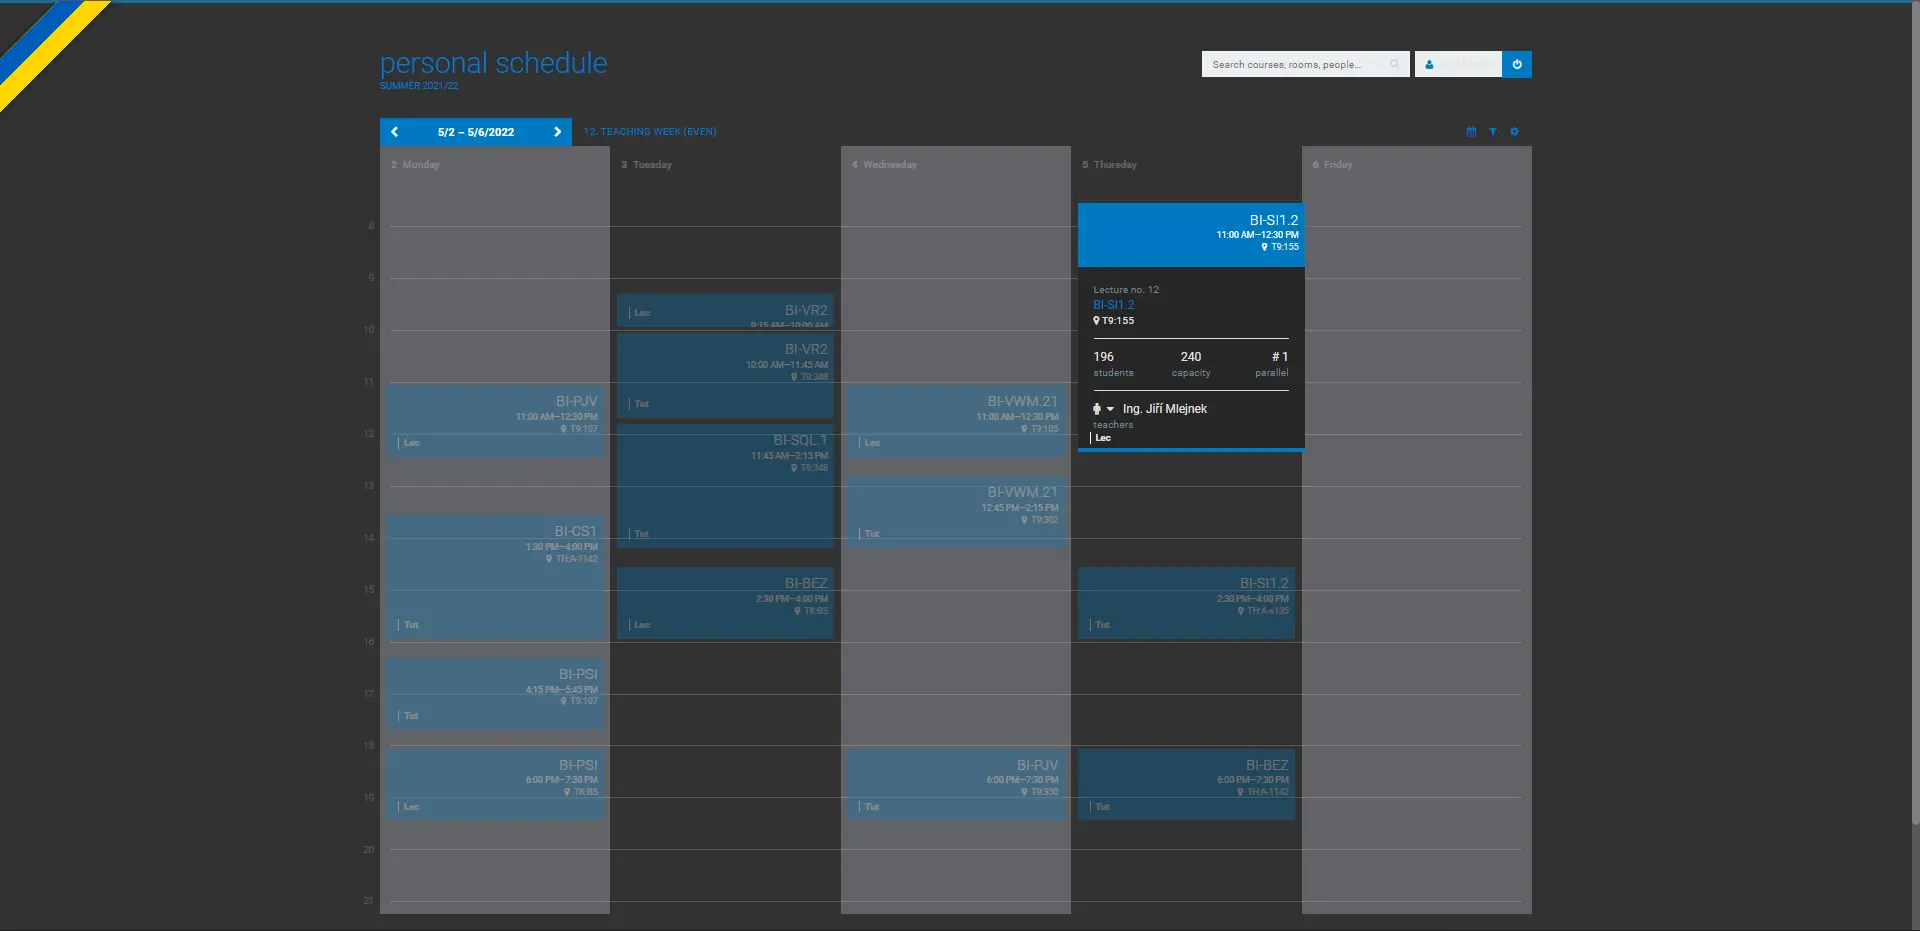 personal schedule
SUMMER 2021/22
Search courses, rooms, people...
5/2 – 5/6/2022
12. TEACHING WEEK (EVEN)
2 Monday
3 Tuesday
4 Wednesday
5 Thursday
6 Friday
8
9
10
11
12
13
14
15
16
17
18
19
20
21
BI-PJV
11:00 AM–12:30 PM
T9:107
Lec
BI-CS1
1:30 PM–4:00 PM
TH:A-1142
Tut
BI-PSI
4:15 PM–5:45 PM
T9:107
Tut
BI-PSI
6:00 PM–7:30 PM
TK:BS
Lec
BI-VR2
9:15 AM–10:00 AM
Lec
BI-VR2
10:00 AM–11:45 AM
T9:348
Tut
BI-SQL.1
11:45 AM–2:15 PM
T9:348
Tut
BI-BEZ
2:30 PM–4:00 PM
TK:BS
Lec
BI-VWM.21
11:00 AM–12:30 PM
T9:105
Lec
BI-VWM.21
12:45 PM–2:15 PM
T9:302
Tut
BI-PJV
6:00 PM–7:30 PM
T9:350
Tut
BI-SI1.2
11:00 AM–12:30 PM
T9:155
Lecture no. 12
BI-SI1.2
T9:155
196 240 # 1
students capacity parallel
Ing. Jiří Mlejnek
teachers
Lec
BI-SI1.2
2:30 PM–4:00 PM
TH:A-s135
Tut
BI-BEZ
6:00 PM–7:30 PM
TH:A-1142
Tut